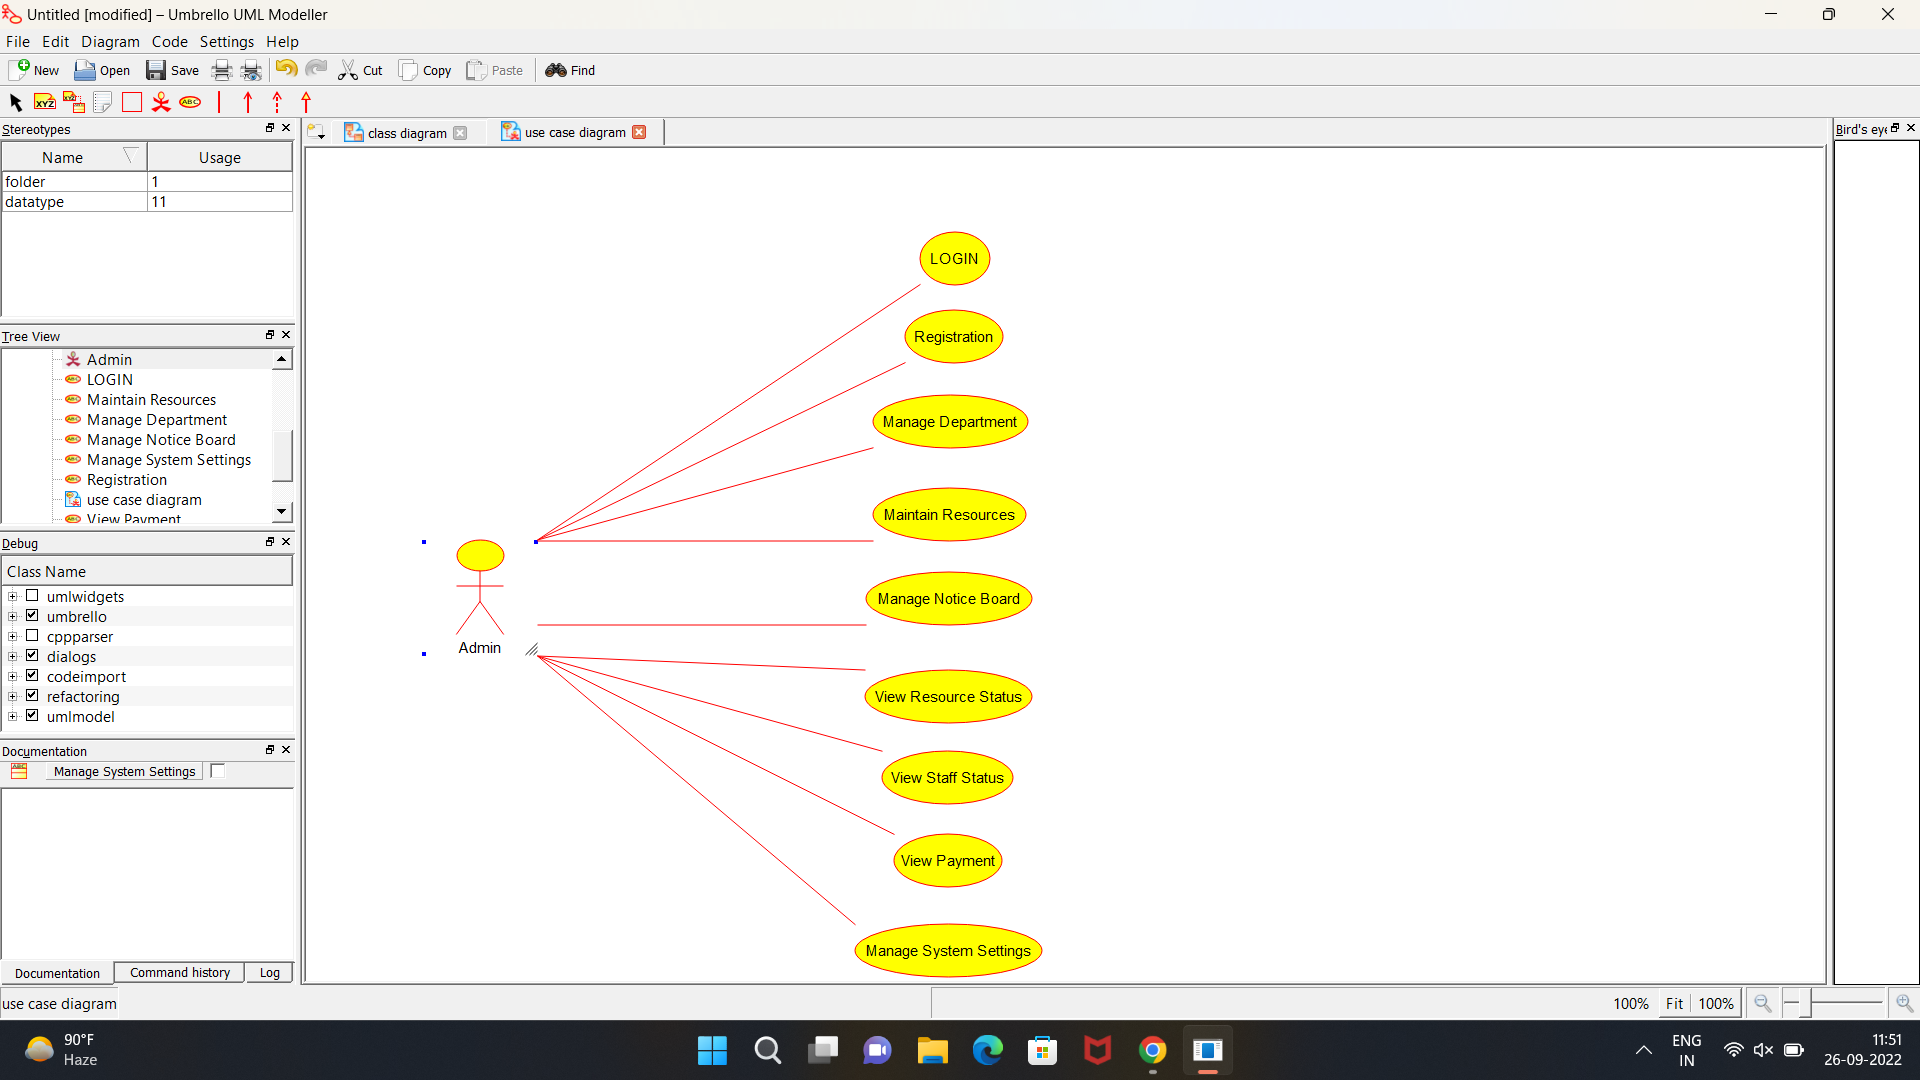 Untitled [modified] – Umbrello UML Modeller
File Edit Diagram Code Settings Help
New Open Save Cut Copy Paste Find
XYZ XYZ ABC
Stereotypes
Name Usage
folder 1
datatype 11
Tree View
Admin
LOGIN
Maintain Resources
Manage Department
Manage Notice Board
Manage System Settings
Registration
use case diagram
View Payment
Debug
Class Name
umlwidgets
umbrello
cppparser
dialogs
codeimport
refactoring
umlmodel
Documentation
Manage System Settings
Documentation Command history Log
class diagram use case diagram
LOGIN
Registration
Manage Department
Maintain Resources
Manage Notice Board
Admin
View Resource Status
View Staff Status
View Payment
Manage System Settings
Bird's eye
use case diagram
100% Fit 100%
90°F
Haze
ENG
IN
11:51
26-09-2022